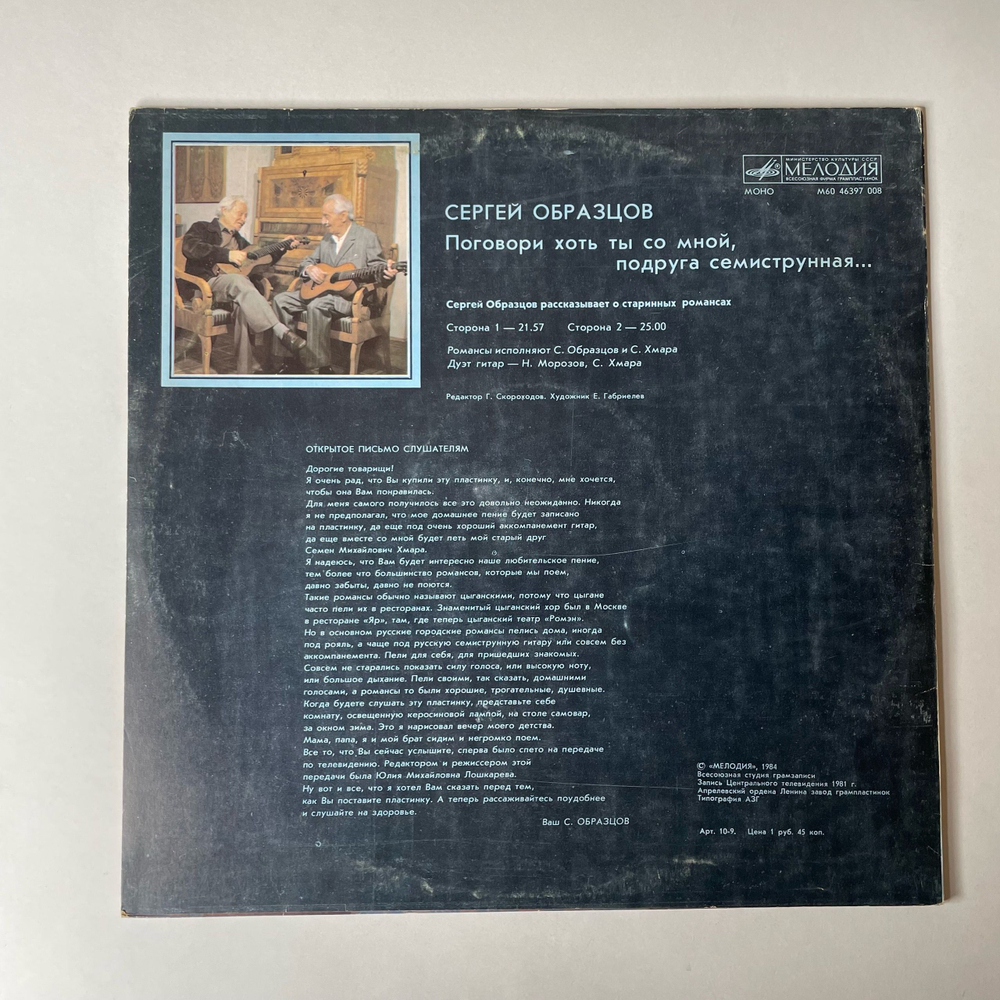 МИНИСТЕРСТВО КУЛЬТУРЫ СССР
МЕЛОДИЯ
ВСЕСОЮЗНАЯ ФИРМА ГРАМПЛАСТИНОК
МОНО М60 46397 008
СЕРГЕЙ ОБРАЗЦОВ
Поговори хоть ты со мной,
подруга семиструнная...
Сергей Образцов рассказывает о старинных романсах
Сторона 1 — 21.57 Сторона 2 — 25.00
Романсы исполняют С. Образцов и С. Хмара
Дуэт гитар — Н. Морозов, С. Хмара
Редактор Г. Скороходов. Художник Е. Габриелев
ОТКРЫТОЕ ПИСЬМО СЛУШАТЕЛЯМ
Дорогие товарищи!
Я очень рад, что Вы купили эту пластинку, и, конечно, мне хочется,
чтобы она Вам понравилась.
Для меня самого получилось все это довольно неожиданно. Никогда
я не предполагал, что мое домашнее пение будет записано
на пластинку, да еще под очень хороший аккомпанемент гитар,
да еще вместе со мной будет петь мой старый друг
Семен Михайлович Хмара.
Я надеюсь, что Вам будет интересно наше любительское пение,
тем более что большинство романсов, которые мы поем,
давно забыты, давно не поются.
Такие романсы обычно называют цыганскими, потому что цыгане
часто пели их в ресторанах. Знаменитый цыганский хор был в Москве
в ресторане «Яр», там, где теперь цыганский театр «Ромэн».
Но в основном русские городские романсы пелись дома, иногда
под рояль, а чаще под русскую семиструнную гитару или совсем без
аккомпанемента. Пели для себя, для пришедших знакомых.
Совсем не старались показать силу голоса, или высокую ноту,
или большое дыхание. Пели своими, так сказать, домашними
голосами, а романсы то были хорошие, трогательные, душевные.
Когда будете слушать эту пластинку, представьте себе
комнату, освещенную керосиновой лампой, на столе самовар,
за окном зима. Это я нарисовал вечер моего детства.
Мама, папа, я и мой брат сидим и негромко поем.
Все то, что Вы сейчас услышите, сперва было спето на передаче
по телевидению. Редактором и режиссером этой
передачи была Юлия Михайловна Лошкарева.
Ну вот и все, что я хотел Вам сказать перед тем,
как Вы поставите пластинку. А теперь рассаживайтесь поудобнее
и слушайте на здоровье.
Ваш С. ОБРАЗЦОВ
© «МЕЛОДИЯ», 1984
Всесоюзная студия грамзаписи
Запись Центрального телевидения 1981 г.
Апрелевский ордена Ленина завод грампластинок
Типография АЗГ
Арт. 10-9. Цена 1 руб. 45 коп.